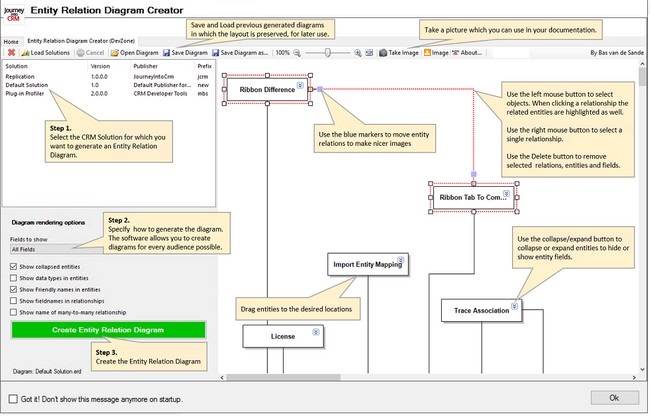 Journey
into
CRM
Entity Relation Diagram Creator
Save and Load previous generated diagrams
in which the layout is preserved, for later use.
Take a picture which you can use in your documentation.
Home
Entity Relation Diagram Creator (DevZone)
Load Solutions
Cancel
Open Diagram
Save Diagram
Save Diagram as...
100%
Take Image
Image
About...
By Bas van de Sande
Solution Version Publisher Prefix
Replication 1.0.0.0 JourneyIntoCrm jcrm
Default Solution 1.0 Default Publisher for... new
Plug-in Profiler 2.0.0.0 CRM Developer Tools mbs
Step 1.
Select the CRM Solution for which you
want to generate an Entity Relation
Diagram.
Diagram rendering options
Fields to show
All Fields
Step 2.
Specify how to generate the diagram.
The software allows you to create
diagrams for every audience possible.
Show collapsed entities
Show data types in entities
Show Friendly names in entities
Show fieldnames in relationships
Show name of many-to-many relationship
Create Entity Relation Diagram
Step 3.
Create the Entity Relation Diagram
Diagram: Default Solution.erd
Ribbon Difference
Use the blue markers to move entity
relations to make nicer images
Use the left mouse button to select
objects. When clicking a relationship the
related entities are highlighted as well.
Use the right mouse button to select a
single relationship.
Use the Delete button to remove
selected relations, entities and fields.
Ribbon Tab To Com...
Use the collapse/expand button to
collapse or expand entities to hide or
show entity fields.
Import Entity Mapping
Drag entities to the desired locations
Trace Association
License
Got it! Don't show this message anymore on startup.
Ok